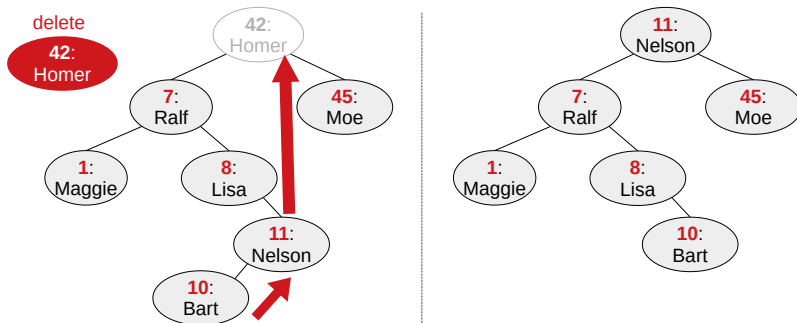 delete
42:
Homer
42:
Homer
7:
Ralf
45:
Moe
1:
Maggie
8:
Lisa
11:
Nelson
10:
Bart
11:
Nelson
7:
Ralf
45:
Moe
1:
Maggie
8:
Lisa
10:
Bart